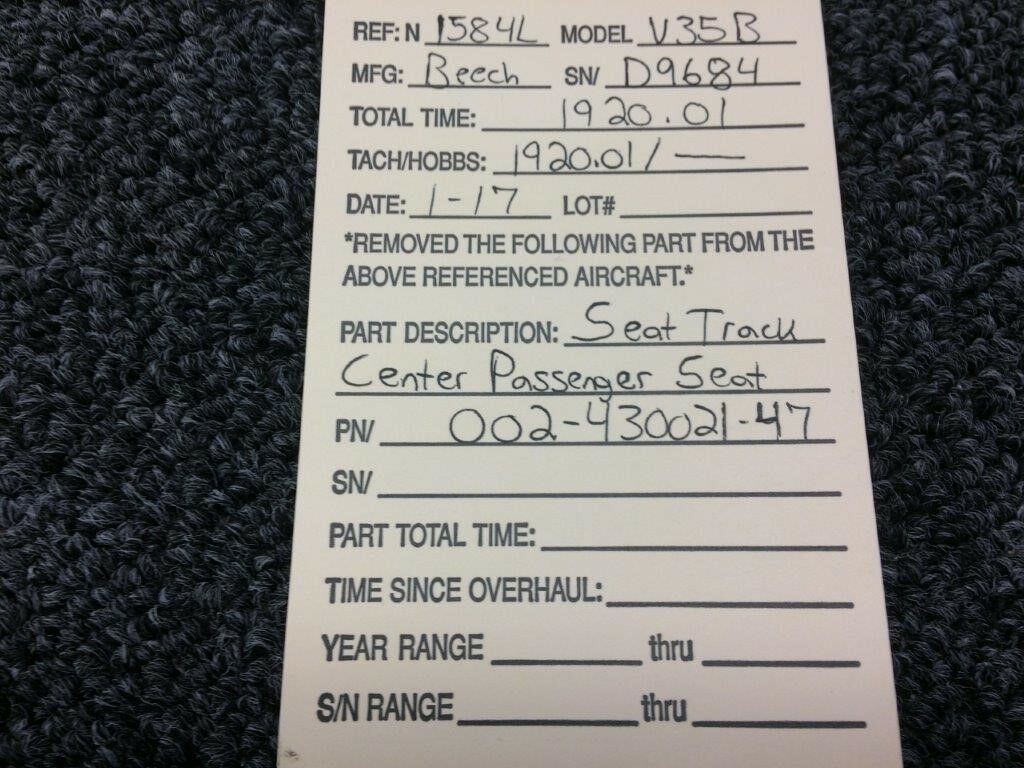 REF: N 1584L MODEL V35B
MFG: Beech SN/ D9684
TOTAL TIME: 1920.01
TACH/HOBBS: 1920.01/ —
DATE: 1-17 LOT#
*REMOVED THE FOLLOWING PART FROM THE
ABOVE REFERENCED AIRCRAFT.*
PART DESCRIPTION: Seat Track
Center Passenger Seat
PN/ 002-430021-47
SN/
PART TOTAL TIME:
TIME SINCE OVERHAUL:
YEAR RANGE thru
S/N RANGE thru